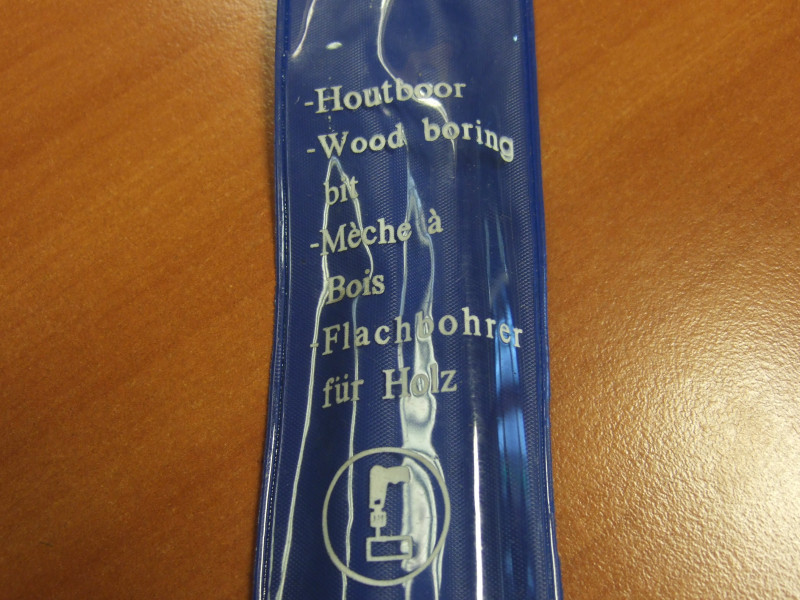 -Houtboor
-Wood boring
bit
-Mèche à
Bois
-Flachbohrer
für Holz